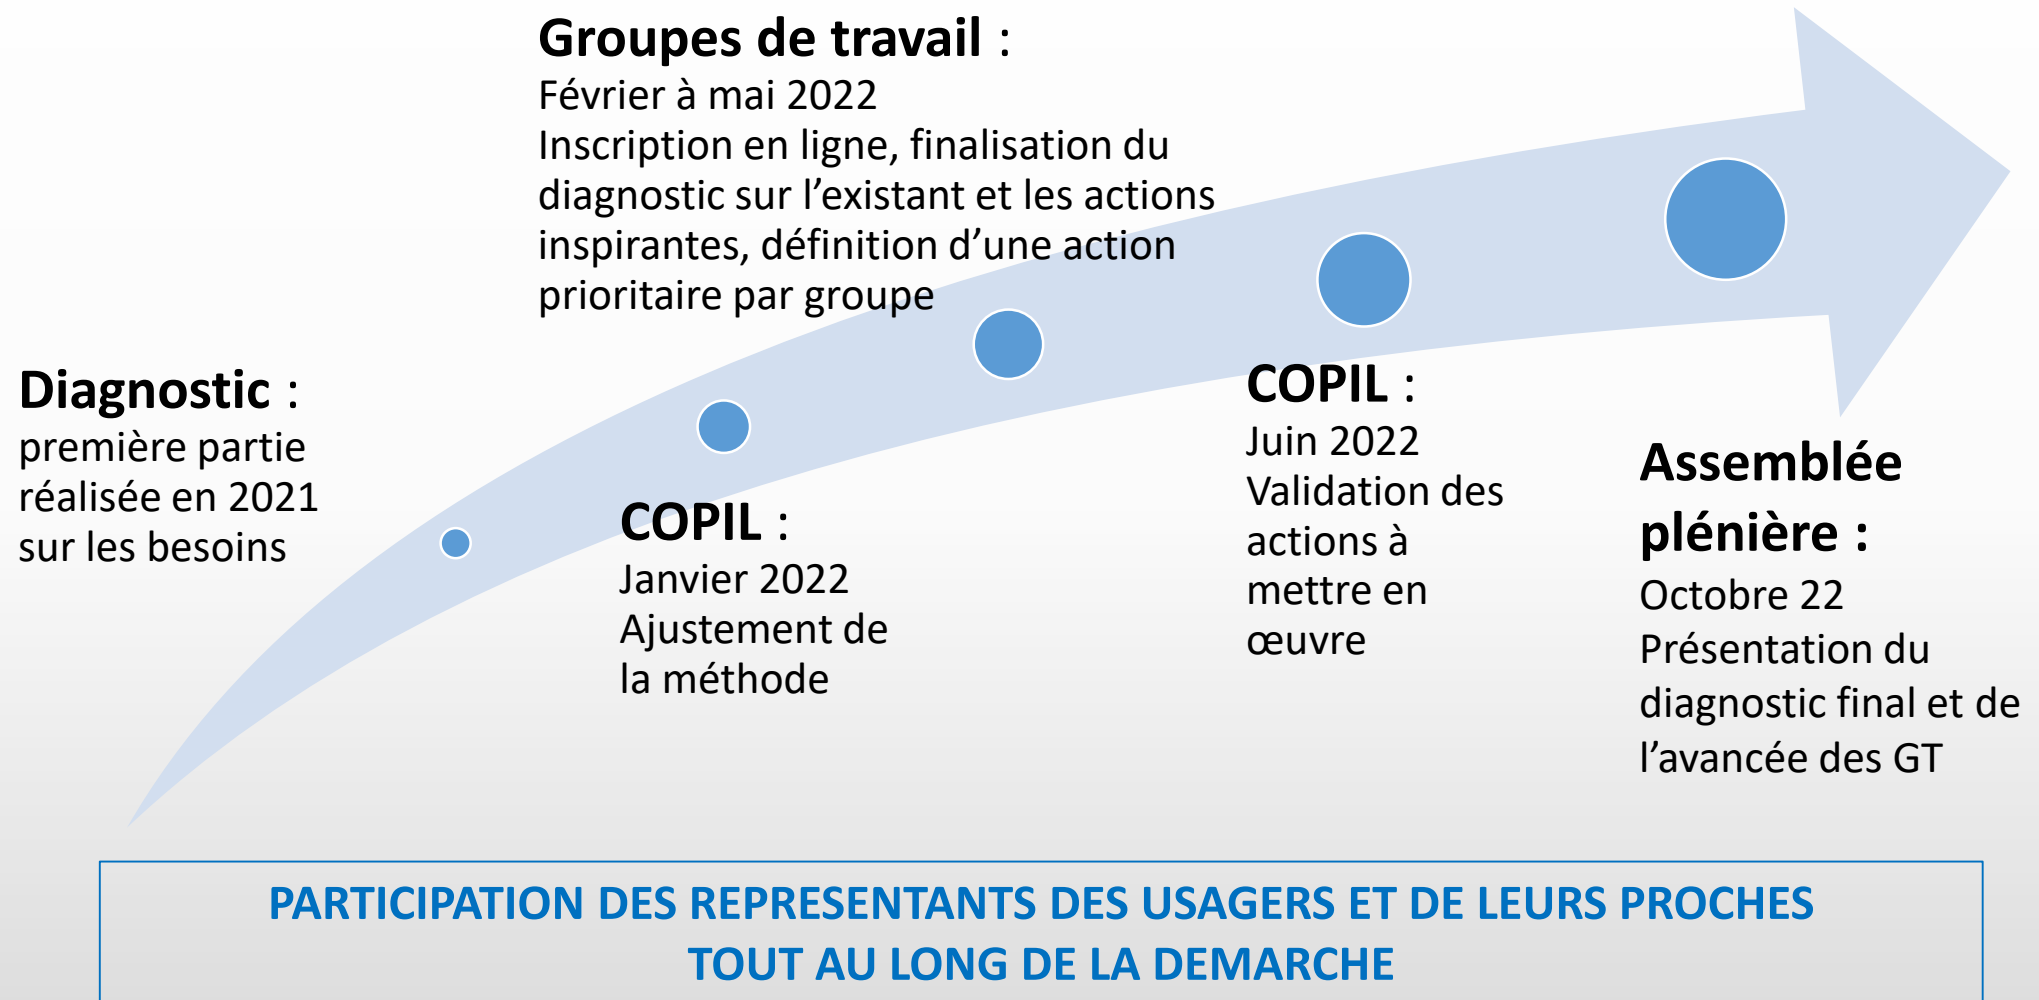 Diagnostic :
première partie
réalisée en 2021
sur les besoins
COPIL :
Janvier 2022
Ajustement de
la méthode
Groupes de travail :
Février à mai 2022
Inscription en ligne, finalisation du
diagnostic sur l’existant et les actions
inspirantes, définition d’une action
prioritaire par groupe
COPIL :
Juin 2022
Validation des
actions à
mettre en
œuvre
Assemblée
plénière :
Octobre 22
Présentation du
diagnostic final et de
l’avancée des GT
PARTICIPATION DES REPRESENTANTS DES USAGERS ET DE LEURS PROCHES
TOUT AU LONG DE LA DEMARCHE